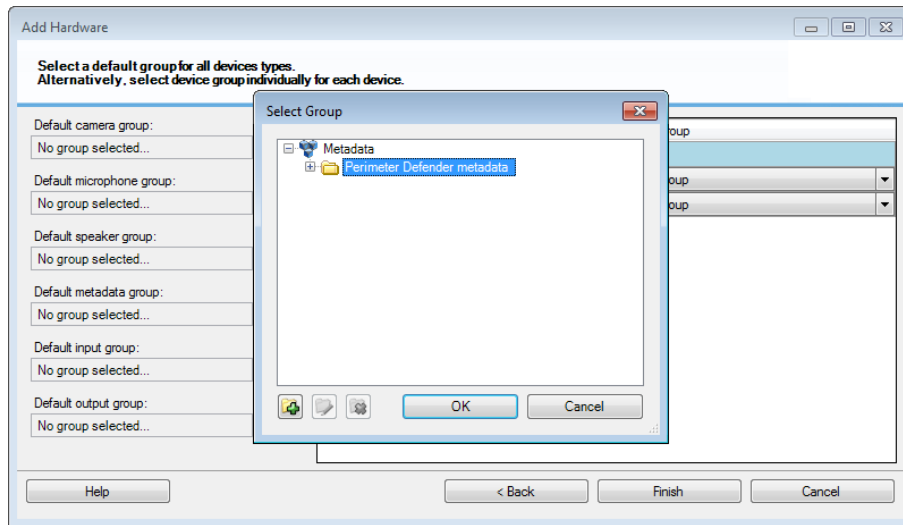 Add Hardware
Select a default group for all devices types.
Alternatively, select device group individually for each device.
Default camera group:
No group selected...
Default microphone group:
No group selected...
Default speaker group:
No group selected...
Default metadata group:
No group selected...
Default input group:
No group selected...
Default output group:
No group selected...
Select Group
Metadata
Perimeter Defender metadata
OK
Cancel
oup
oup
oup
Help
< Back
Finish
Cancel